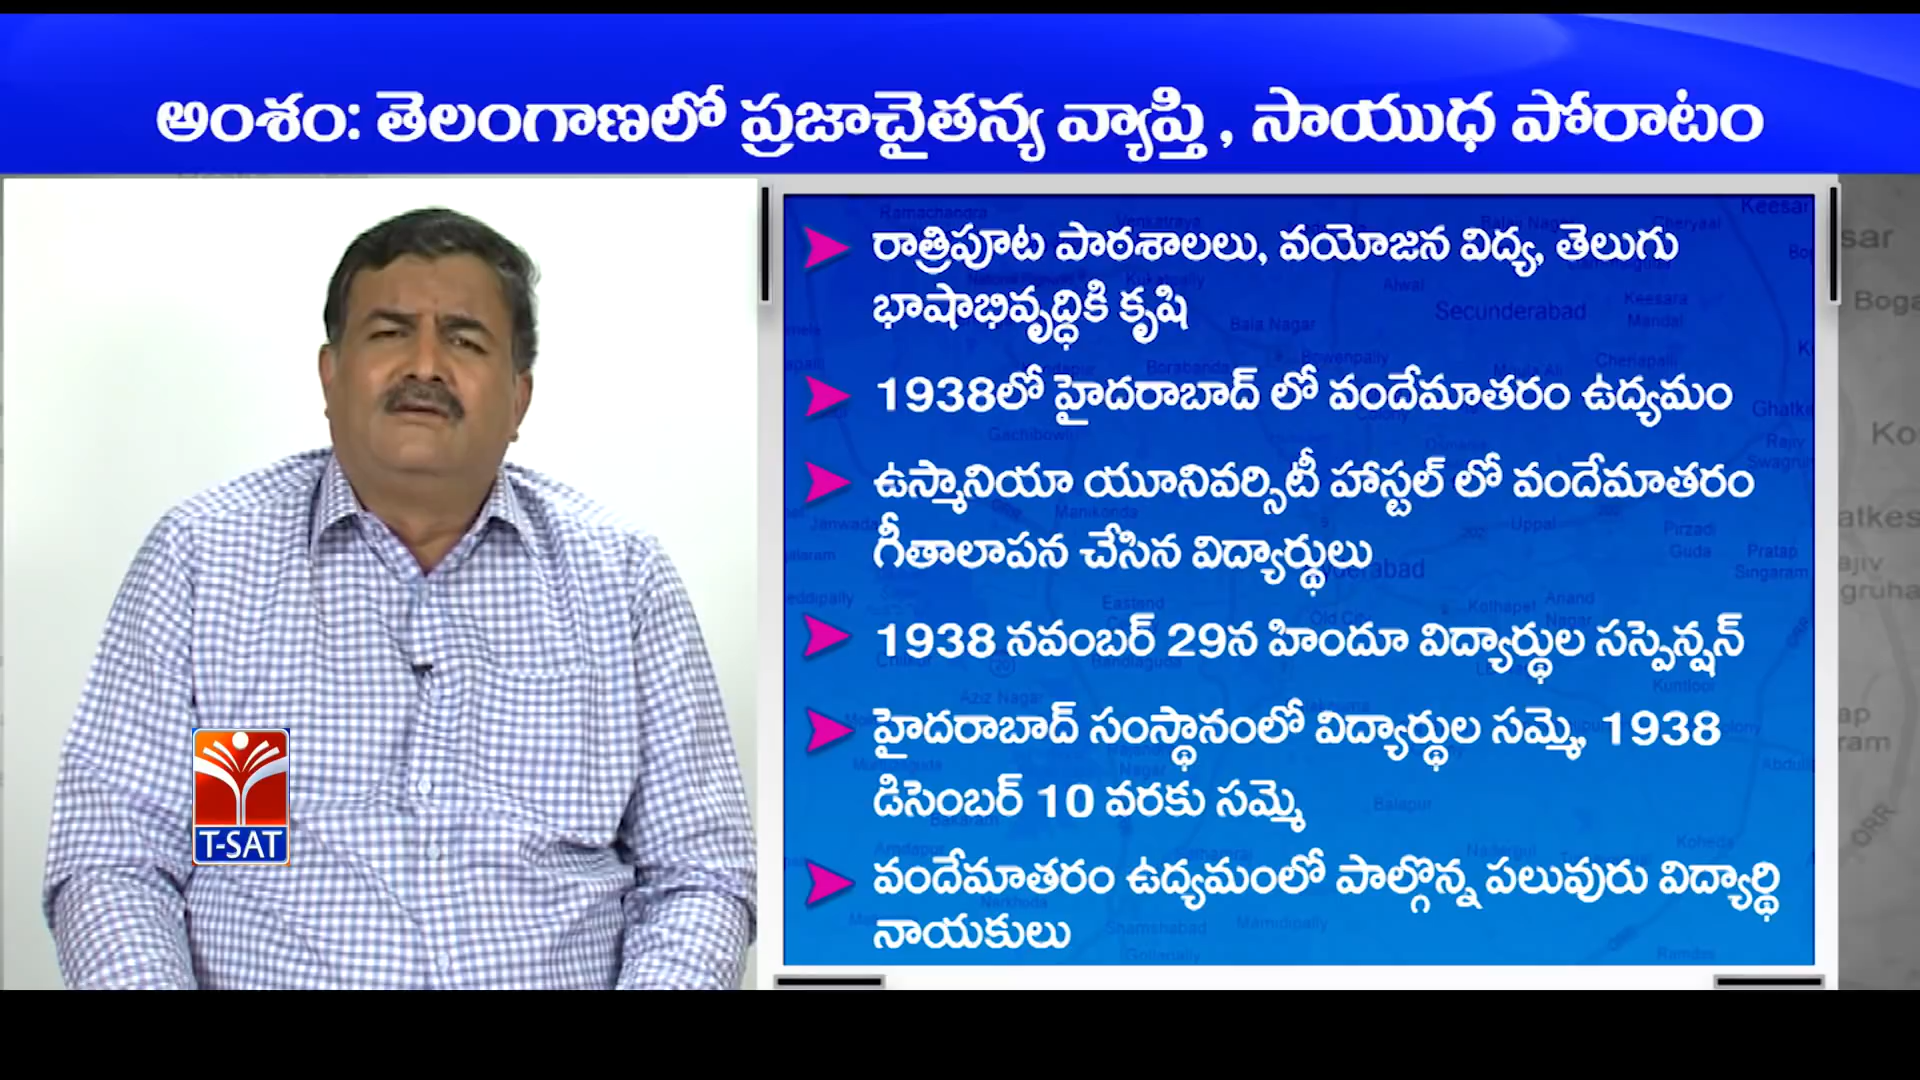 అంశం: తెలంగాణలో ప్రజాచైతన్య వ్యాప్తి, సాయుధ పోరాటం
రాత్రిపూట పాఠశాలలు, వయోజన విద్య, తెలుగు
భాషాభివృద్ధికి కృషి
1938లో హైదరాబాద్ లో వందేమాతరం ఉద్యమం
ఉస్మానియా యూనివర్సిటీ హాస్టల్ లో వందేమాతరం
గీతాలాపన చేసిన విద్యార్థులు
1938 నవంబర్ 29న హిందూ విద్యార్థుల సస్పెన్షన్
హైదరాబాద్ సంస్థానంలో విద్యార్థుల సమ్మె, 1938
డిసెంబర్ 10 వరకు సమ్మె
వందేమాతరం ఉద్యమంలో పాల్గొన్న పలువురు విద్యార్థి
నాయకులు
T-SAT
Secunderabad